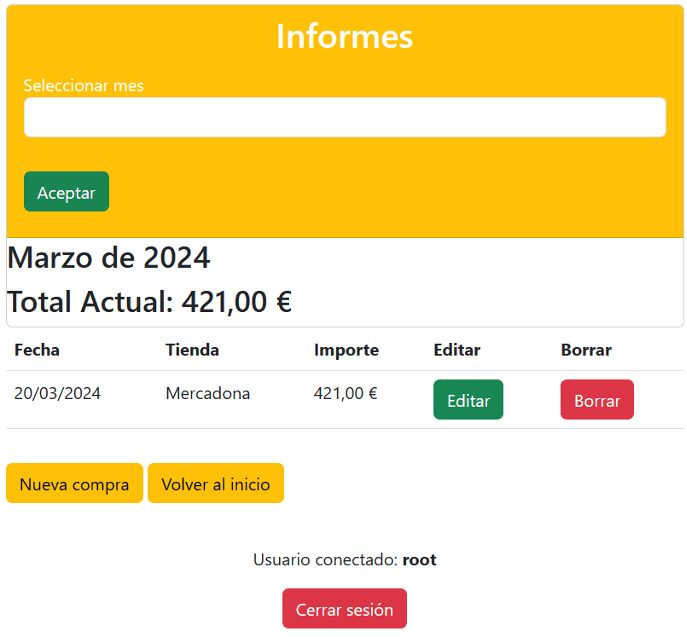 Informes
Seleccionar mes
Aceptar
Marzo de 2024
Total Actual: 421,00 €
Fecha Tienda Importe Editar Borrar
20/03/2024 Mercadona 421,00 € Editar Borrar
Nueva compra Volver al inicio
Usuario conectado: root
Cerrar sesión